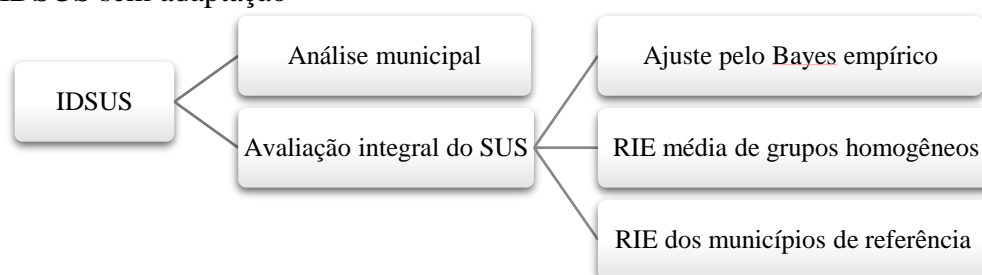 IDSUS sem adaptação
Análise municipal
Ajuste pelo Bayes empírico
IDSUS
Avaliação integral do SUS
RIE média de grupos homogêneos
RIE dos municípios de referência